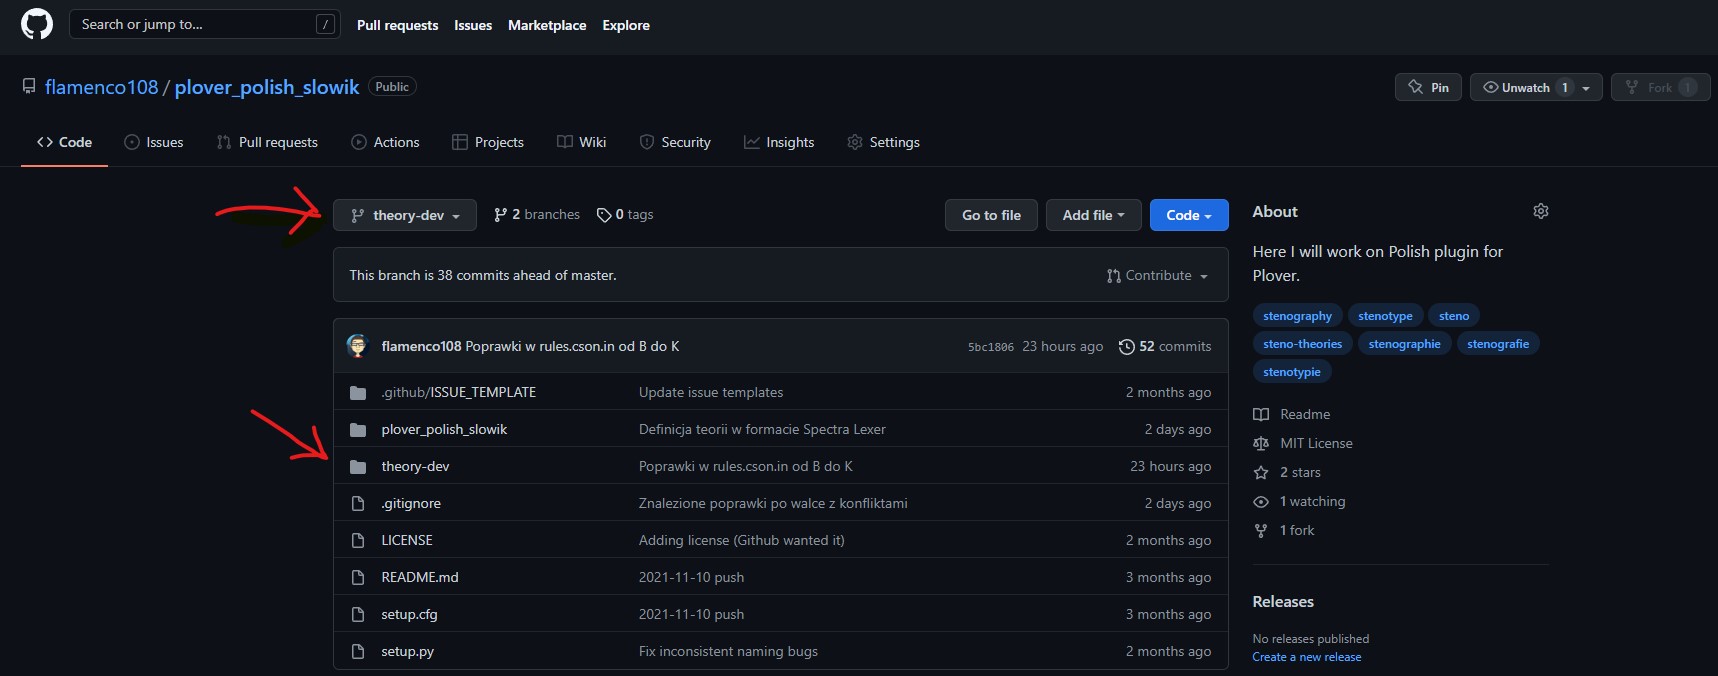 Search or jump to... /
Pull requests Issues Marketplace Explore
flamenco108 / plover_polish_slowik Public
Pin Unwatch 1 Fork 1
Code Issues Pull requests Actions Projects Wiki Security Insights Settings
theory-dev 2 branches 0 tags Go to file Add file Code
This branch is 38 commits ahead of master. Contribute
flamenco108 Poprawki w rules.cson.in od B do K 5bc1806 23 hours ago 52 commits
.github/ISSUE_TEMPLATE Update issue templates 2 months ago
plover_polish_slowik Definicja teorii w formacie Spectra Lexer 2 days ago
theory-dev Poprawki w rules.cson.in od B do K 23 hours ago
.gitignore Znalezione poprawki po walce z konfliktami 2 days ago
LICENSE Adding license (Github wanted it) 2 months ago
README.md 2021-11-10 push 3 months ago
setup.cfg 2021-11-10 push 3 months ago
setup.py Fix inconsistent naming bugs 2 months ago
About
Here I will work on Polish plugin for
Plover.
stenography stenotype steno
steno-theories stenographie stenografie
stenotypie
Readme
MIT License
2 stars
1 watching
1 fork
Releases
No releases published
Create a new release